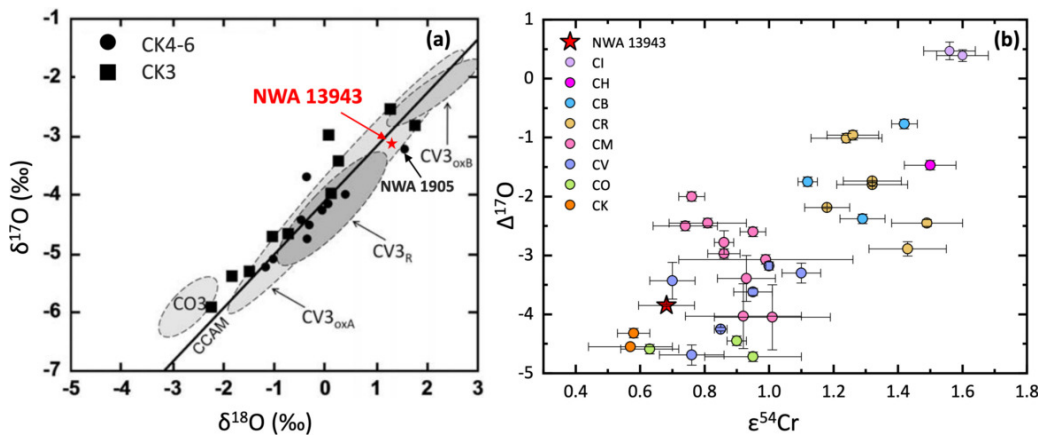 (a)
CK4-6
CK3
NWA 13943
CV3oxB
NWA 1905
CV3R
CO3
CV3oxA
CCAM
-1
-2
-3
-4
-5
-6
-7
δ¹⁷O (‰)
-5 -4 -3 -2 -1 0 1 2 3
δ¹⁸O (‰)
(b)
NWA 13943
CI
CH
CB
CR
CM
CV
CO
CK
0
-1
-2
-3
-4
-5
Δ¹⁷O
0.4 0.6 0.8 1.0 1.2 1.4 1.6 1.8
ε⁵⁴Cr